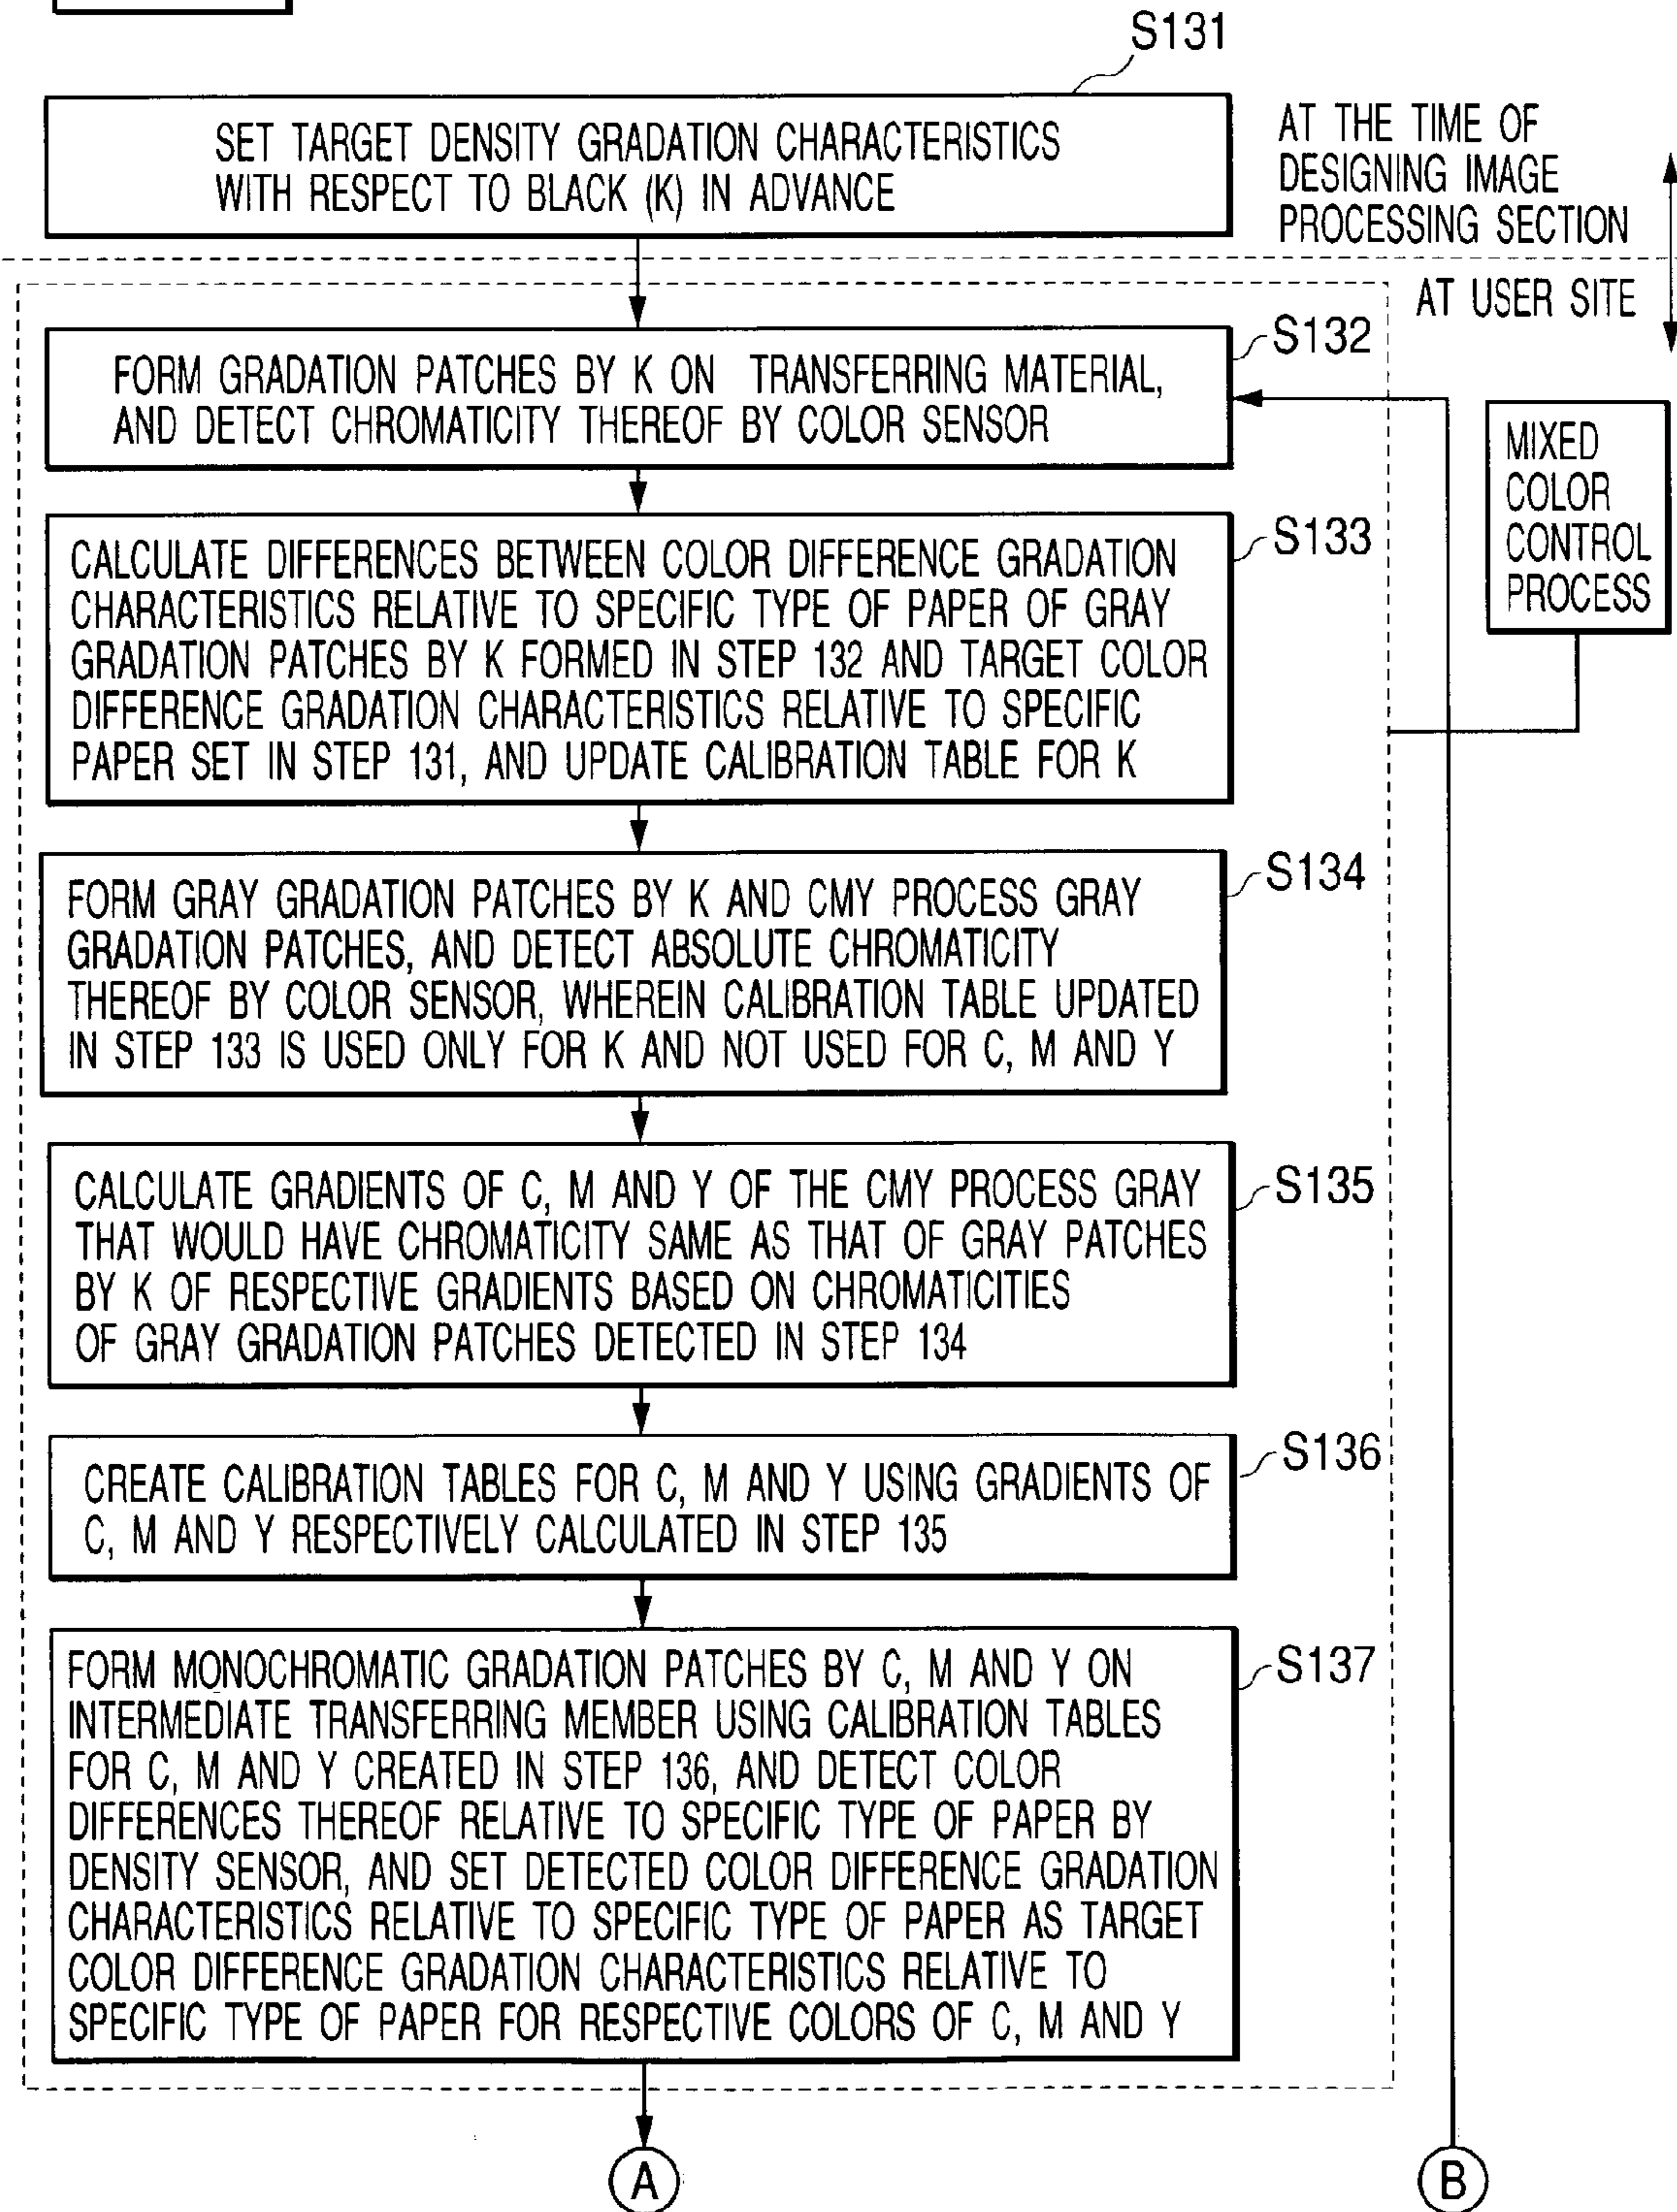 S131
SET TARGET DENSITY GRADATION CHARACTERISTICS
WITH RESPECT TO BLACK (K) IN ADVANCE
AT THE TIME OF
DESIGNING IMAGE
PROCESSING SECTION
AT USER SITE
S132
FORM GRADATION PATCHES BY K ON TRANSFERRING MATERIAL,
AND DETECT CHROMATICITY THEREOF BY COLOR SENSOR
MIXED
COLOR
CONTROL
PROCESS
S133
CALCULATE DIFFERENCES BETWEEN COLOR DIFFERENCE GRADATION
CHARACTERISTICS RELATIVE TO SPECIFIC TYPE OF PAPER OF GRAY
GRADATION PATCHES BY K FORMED IN STEP 132 AND TARGET COLOR
DIFFERENCE GRADATION CHARACTERISTICS RELATIVE TO SPECIFIC
PAPER SET IN STEP 131, AND UPDATE CALIBRATION TABLE FOR K
S134
FORM GRAY GRADATION PATCHES BY K AND CMY PROCESS GRAY
GRADATION PATCHES, AND DETECT ABSOLUTE CHROMATICITY
THEREOF BY COLOR SENSOR, WHEREIN CALIBRATION TABLE UPDATED
IN STEP 133 IS USED ONLY FOR K AND NOT USED FOR C, M AND Y
S135
CALCULATE GRADIENTS OF C, M AND Y OF THE CMY PROCESS GRAY
THAT WOULD HAVE CHROMATICITY SAME AS THAT OF GRAY PATCHES
BY K OF RESPECTIVE GRADIENTS BASED ON CHROMATICITIES
OF GRAY GRADATION PATCHES DETECTED IN STEP 134
S136
CREATE CALIBRATION TABLES FOR C, M AND Y USING GRADIENTS OF
C, M AND Y RESPECTIVELY CALCULATED IN STEP 135
S137
FORM MONOCHROMATIC GRADATION PATCHES BY C, M AND Y ON
INTERMEDIATE TRANSFERRING MEMBER USING CALIBRATION TABLES
FOR C, M AND Y CREATED IN STEP 136, AND DETECT COLOR
DIFFERENCES THEREOF RELATIVE TO SPECIFIC TYPE OF PAPER BY
DENSITY SENSOR, AND SET DETECTED COLOR DIFFERENCE GRADATION
CHARACTERISTICS RELATIVE TO SPECIFIC TYPE OF PAPER AS TARGET
COLOR DIFFERENCE GRADATION CHARACTERISTICS RELATIVE TO
SPECIFIC TYPE OF PAPER FOR RESPECTIVE COLORS OF C, M AND Y
A
B